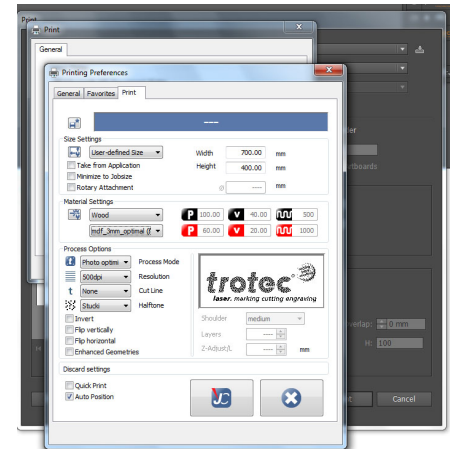 Print
Print
General
Printing Preferences
General Favorites Print
---
Size Settings
User-defined Size Width 700.00 mm
Take from Application Height 400.00 mm
Minimize to Jobsize
Rotary Attachment ø ---- mm
Material Settings
Wood P 100.00 V 40.00 500
mdf_3mm_optimal (f P 60.00 V 20.00 1000
Process Options
Photo optimi Process Mode
500dpi Resolution
t None Cut Line
Stucki Halftone
trotec
laser. marking cutting engraving
Invert Shoulder medium
Flip vertically Layers ----
Flip horizontal Z-Adjust/L ---- mm
Enhanced Geometries
Discard settings
Quick Print
Auto Position
JC
tboards
verlap: 0 mm
H: 100
Cancel